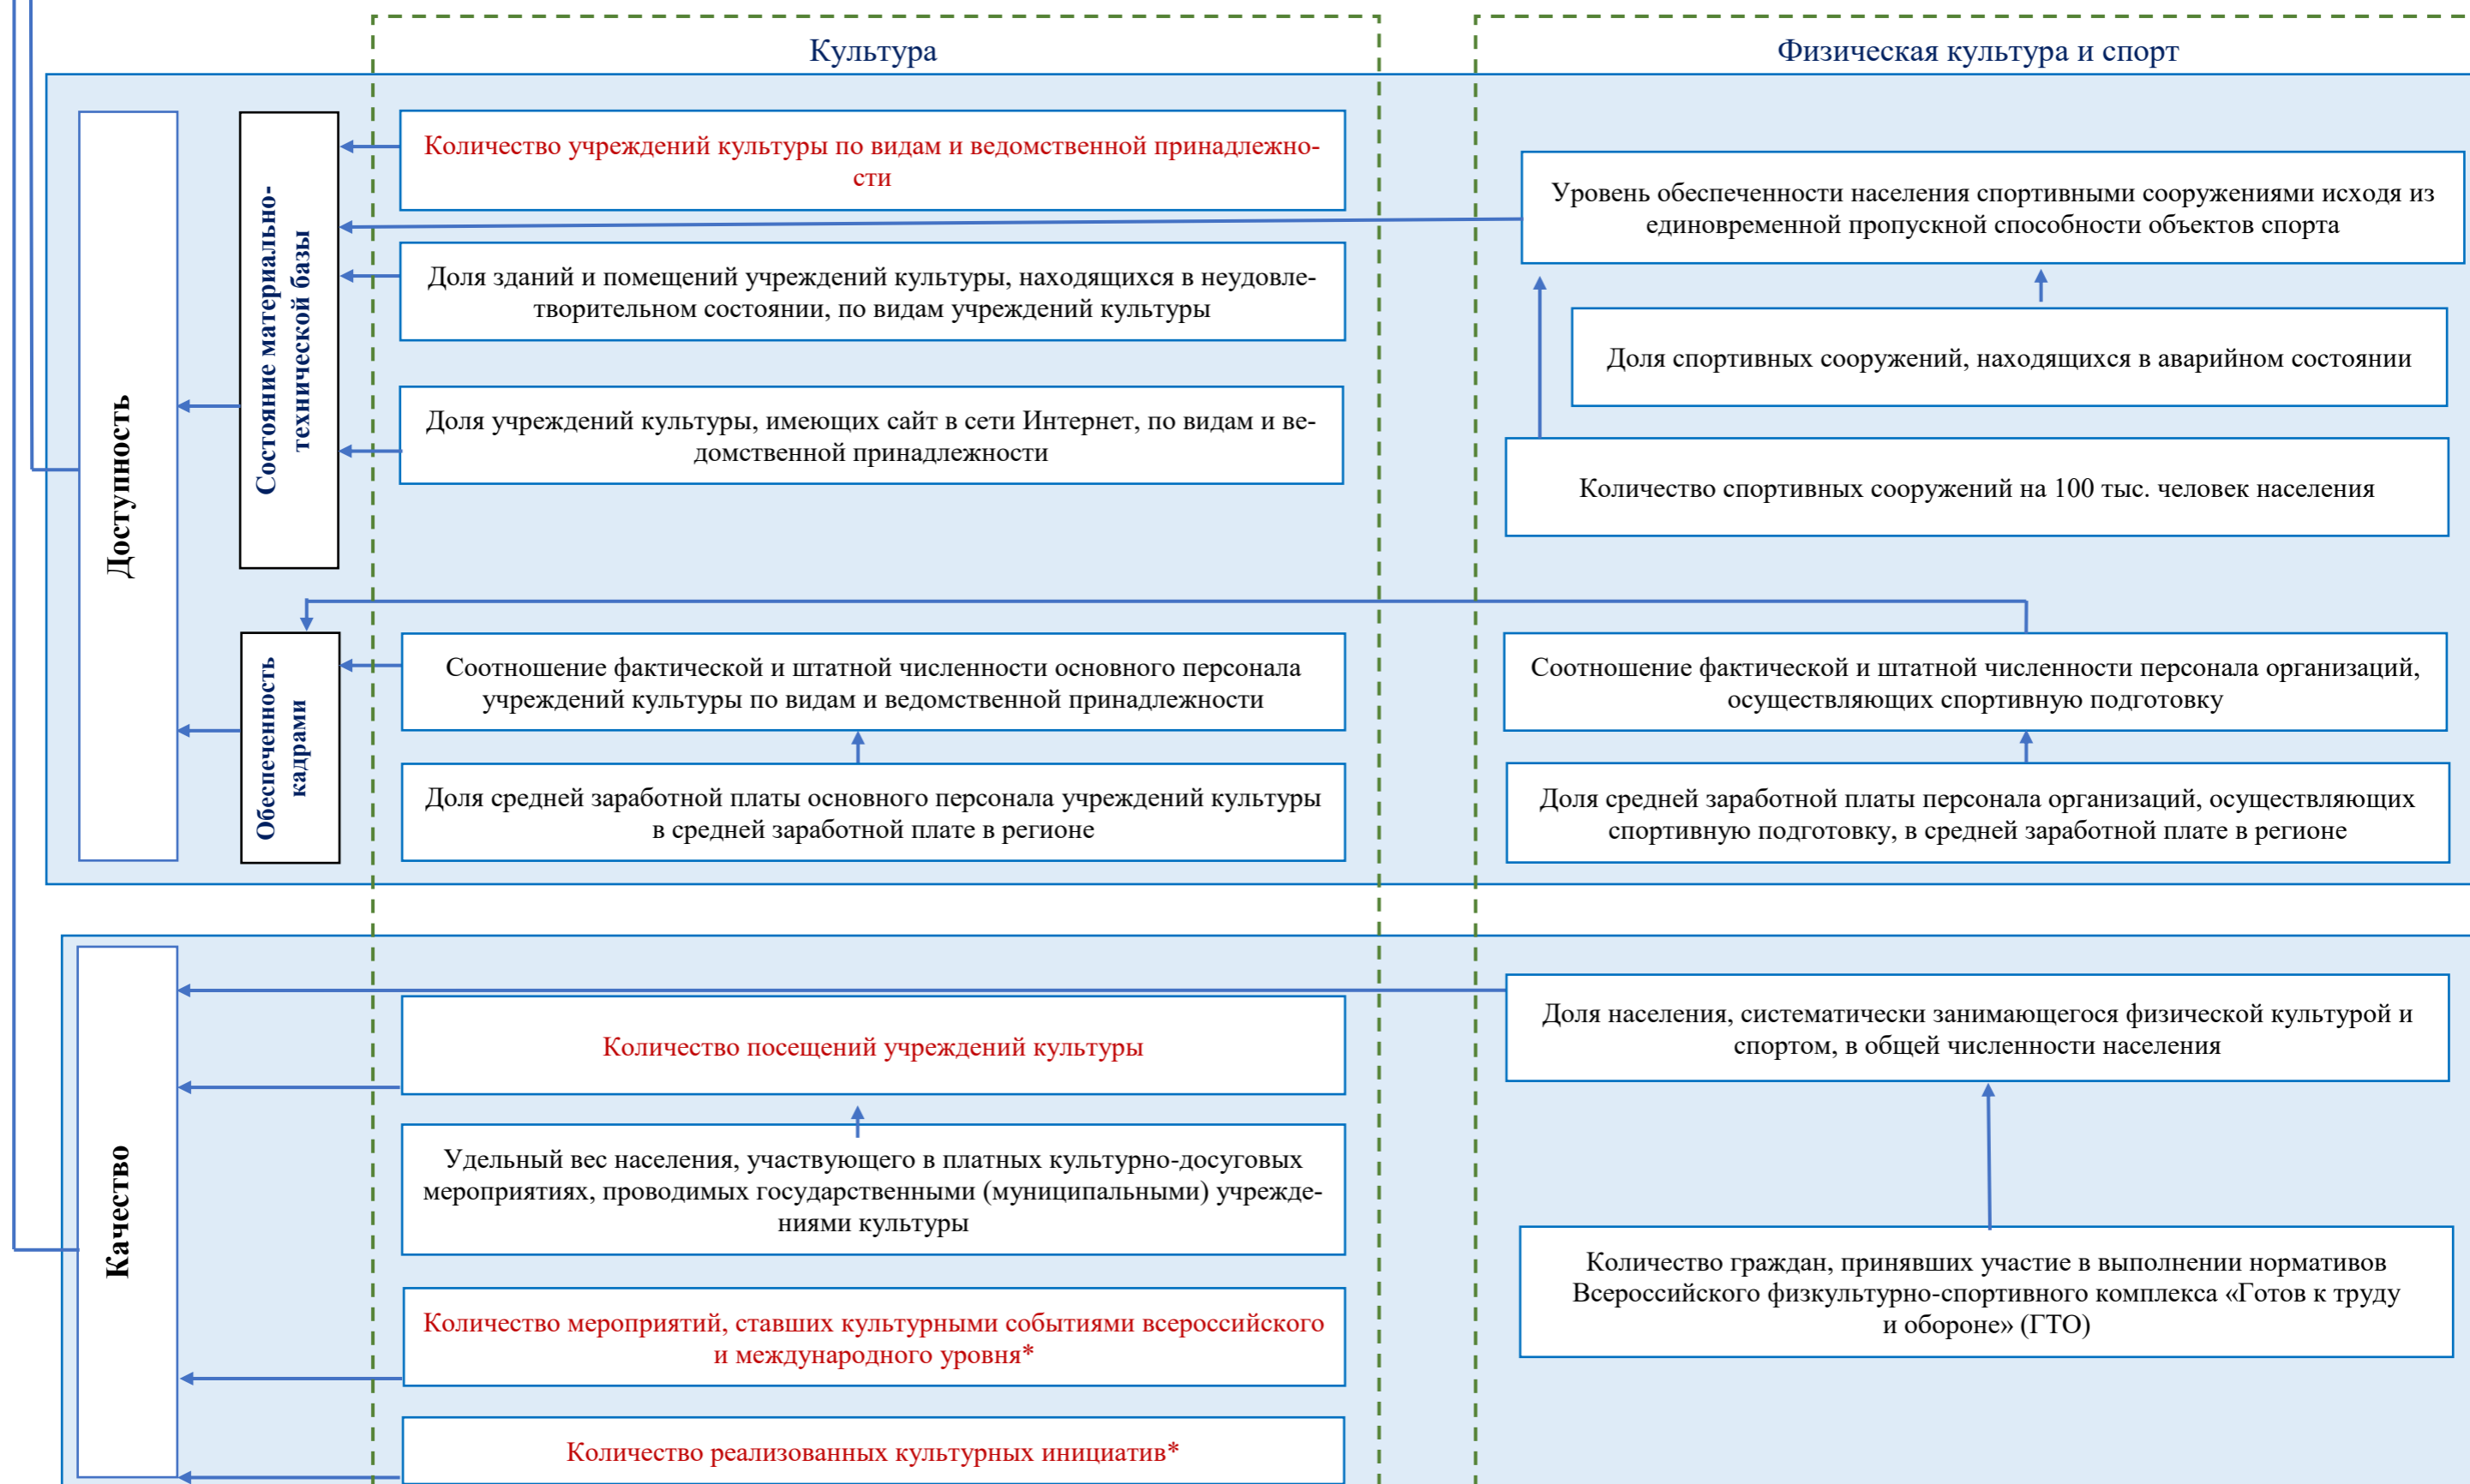 Культура
Физическая культура и спорт
Доступность
Состояние материально-
технической базы
Количество учреждений культуры по видам и ведомственной принадлежно-
сти
Доля зданий и помещений учреждений культуры, находящихся в неудовле-
творительном состоянии, по видам учреждений культуры
Доля учреждений культуры, имеющих сайт в сети Интернет, по видам и ве-
домственной принадлежности
Уровень обеспеченности населения спортивными сооружениями исходя из
единовременной пропускной способности объектов спорта
Доля спортивных сооружений, находящихся в аварийном состоянии
Количество спортивных сооружений на 100 тыс. человек населения
Обеспеченность
кадрами
Соотношение фактической и штатной численности основного персонала
учреждений культуры по видам и ведомственной принадлежности
Доля средней заработной платы основного персонала учреждений культуры
в средней заработной плате в регионе
Соотношение фактической и штатной численности персонала организаций,
осуществляющих спортивную подготовку
Доля средней заработной платы персонала организаций, осуществляющих
спортивную подготовку, в средней заработной плате в регионе
Качество
Количество посещений учреждений культуры
Удельный вес населения, участвующего в платных культурно-досуговых
мероприятиях, проводимых государственными (муниципальными) учрежде-
ниями культуры
Количество мероприятий, ставших культурными событиями всероссийского
и международного уровня*
Количество реализованных культурных инициатив*
Доля населения, систематически занимающегося физической культурой и
спортом, в общей численности населения
Количество граждан, принявших участие в выполнении нормативов
Всероссийского физкультурно-спортивного комплекса «Готов к труду
и обороне» (ГТО)